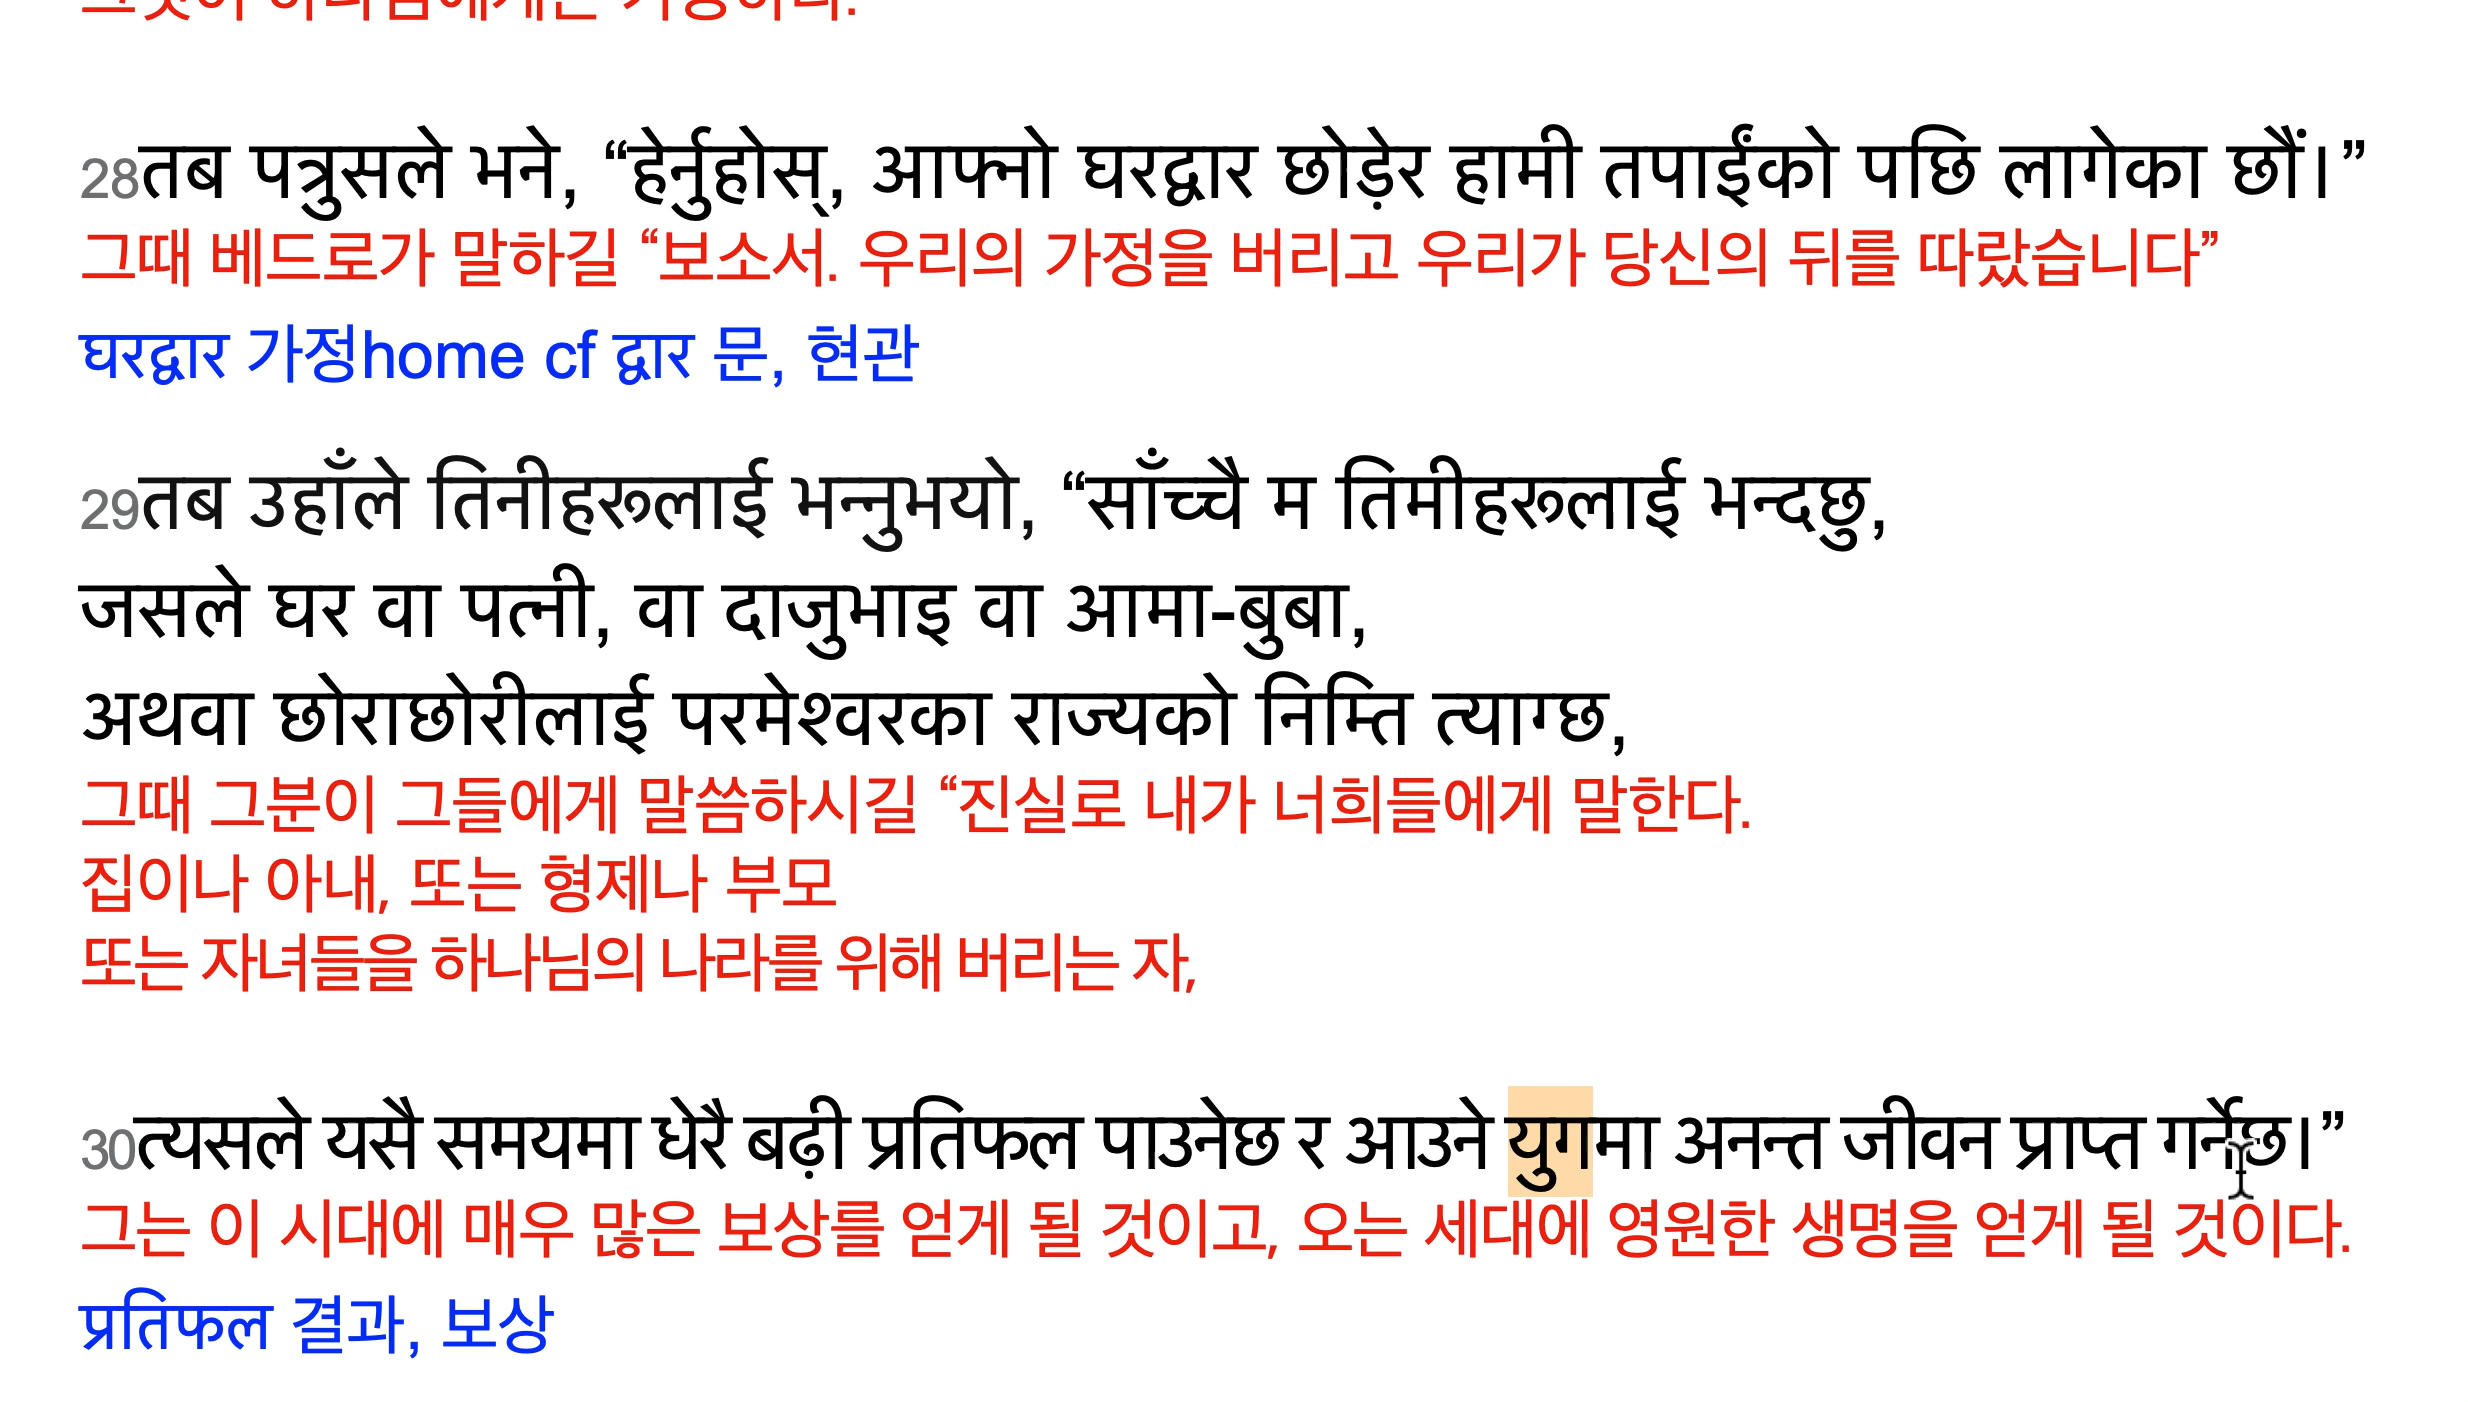 28तब पत्रुसले भने, “हेर्नुहोस्, आफ्नो घरद्वार छोड़ेर हामी तपाईंको पछि लागेका छौं।”
그때 베드로가 말하길 “보소서. 우리의 가정을 버리고 우리가 당신의 뒤를 따랐습니다”
घरद्वार 가정home cf द्वार 문, 현관
29तब उहाँले तिनीहरूलाई भन्नुभयो, “साँच्चै म तिमीहरूलाई भन्दछु,
जसले घर वा पत्नी, वा दाजुभाइ वा आमा-बुबा,
अथवा छोराछोरीलाई परमेश्वरका राज्यको निम्ति त्याग्छ,
그때 그분이 그들에게 말씀하시길 “진실로 내가 너희들에게 말한다.
집이나 아내, 또는 형제나 부모
또는 자녀들을 하나님의 나라를 위해 버리는 자,
30त्यसले यसै समयमा धेरै बढ़ी प्रतिफल पाउनेछ र आउने युगमा अनन्त जीवन प्राप्त गर्नेछ।”
그는 이 시대에 매우 많은 보상를 얻게 될 것이고, 오는 세대에 영원한 생명을 얻게 될 것이다.
प्रतिफल 결과, 보상